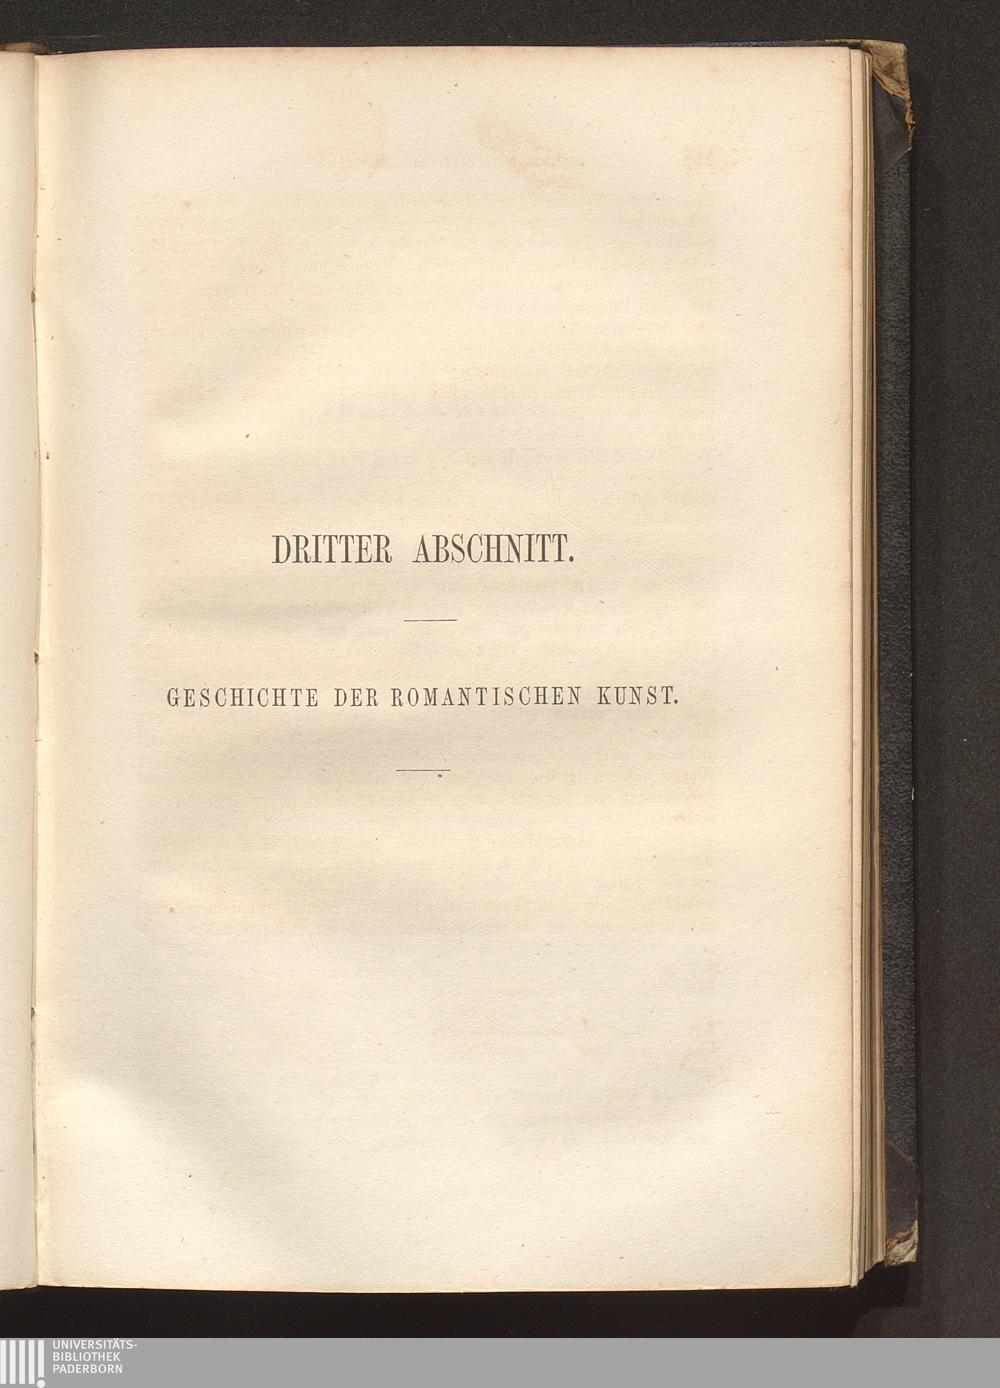 DRITTER ABSCHNITT.
GESCHICHTE DER ROMANTISCHEN KUNST.
UNIVERSITÄTS-
BIBLIOTHEK
PADERBORN